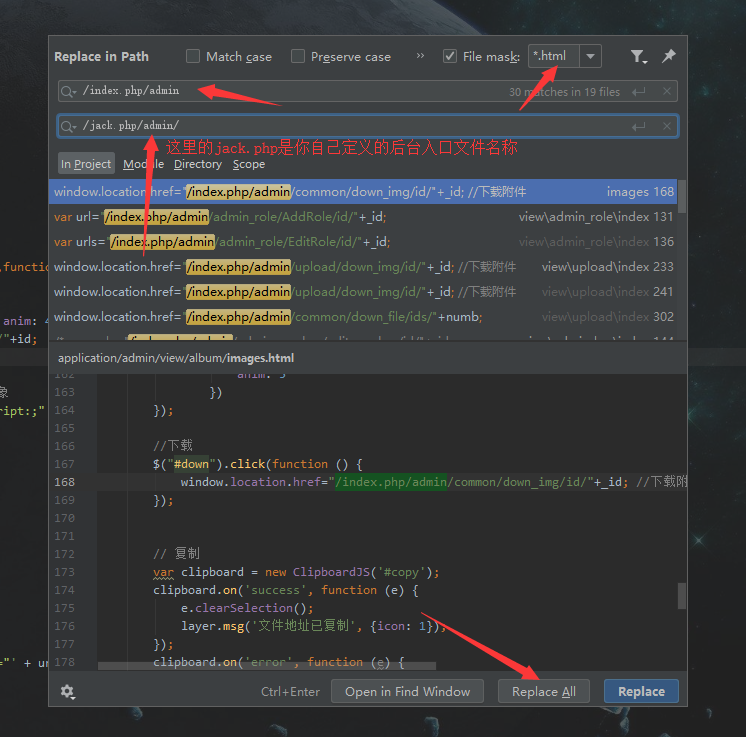 Replace in Path
Match case
Preserve case
»
File mask:
*.html
/index.php/admin
30 matches in 19 files
/jack.php/admin/
这里的jack.php是你自己定义的后台入口文件名称
In Project
Module
Directory
Scope
window.location.href="/index.php/admin/common/down_img/id/"+_id; //下载附件 images 168
var url="/index.php/admin/admin_role/AddRole/id/"+_id; view\admin_role\index 131
var urls="/index.php/admin/admin_role/EditRole/id/"+_id; view\admin_role\index 136
window.location.href="/index.php/admin/upload/down_img/id/"+_id; //下载附件 view\upload\index 233
window.location.href="/index.php/admin/upload/down_img/id/"+_id; //下载附件 view\upload\index 241
window.location.href="/index.php/admin/common/down_file/ids/"+numb; view\upload\index 302
,functio
anim: 4
/"+id;
象
ript:;"
application/admin/view/album/images.html
162 anim: 5
163 })
164 });
165
166 //下载
167 $("#down").click(function () {
168 window.location.href="/index.php/admin/common/down_img/id/"+_id; //下载附
169 });
170
171
172 // 复制
173 var clipboard = new ClipboardJS('#copy');
174 clipboard.on('success', function (e) {
175 e.clearSelection();
176 layer.msg('文件地址已复制', {icon: 1});
177 });
178 clipboard.on('error', function (e) {
="' + ur
Ctrl+Enter
Open in Find Window
Replace All
Replace